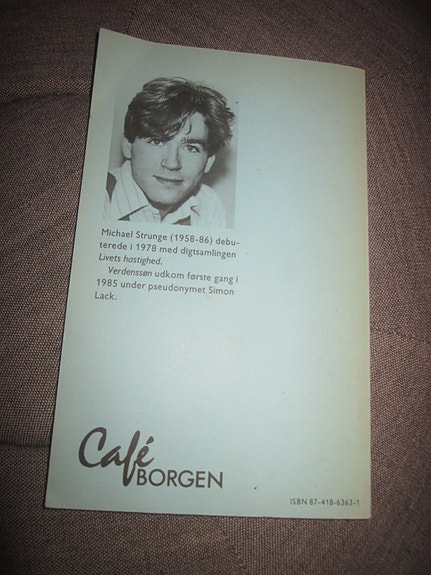 Michael Strunge (1958-86) debu-
terede i 1978 med digtsamlingen
Livets hastighed.
Verdenssøn udkom første gang i
1985 under pseudonymet Simon
Lack.
Café
BORGEN
ISBN 87-418-6363-1